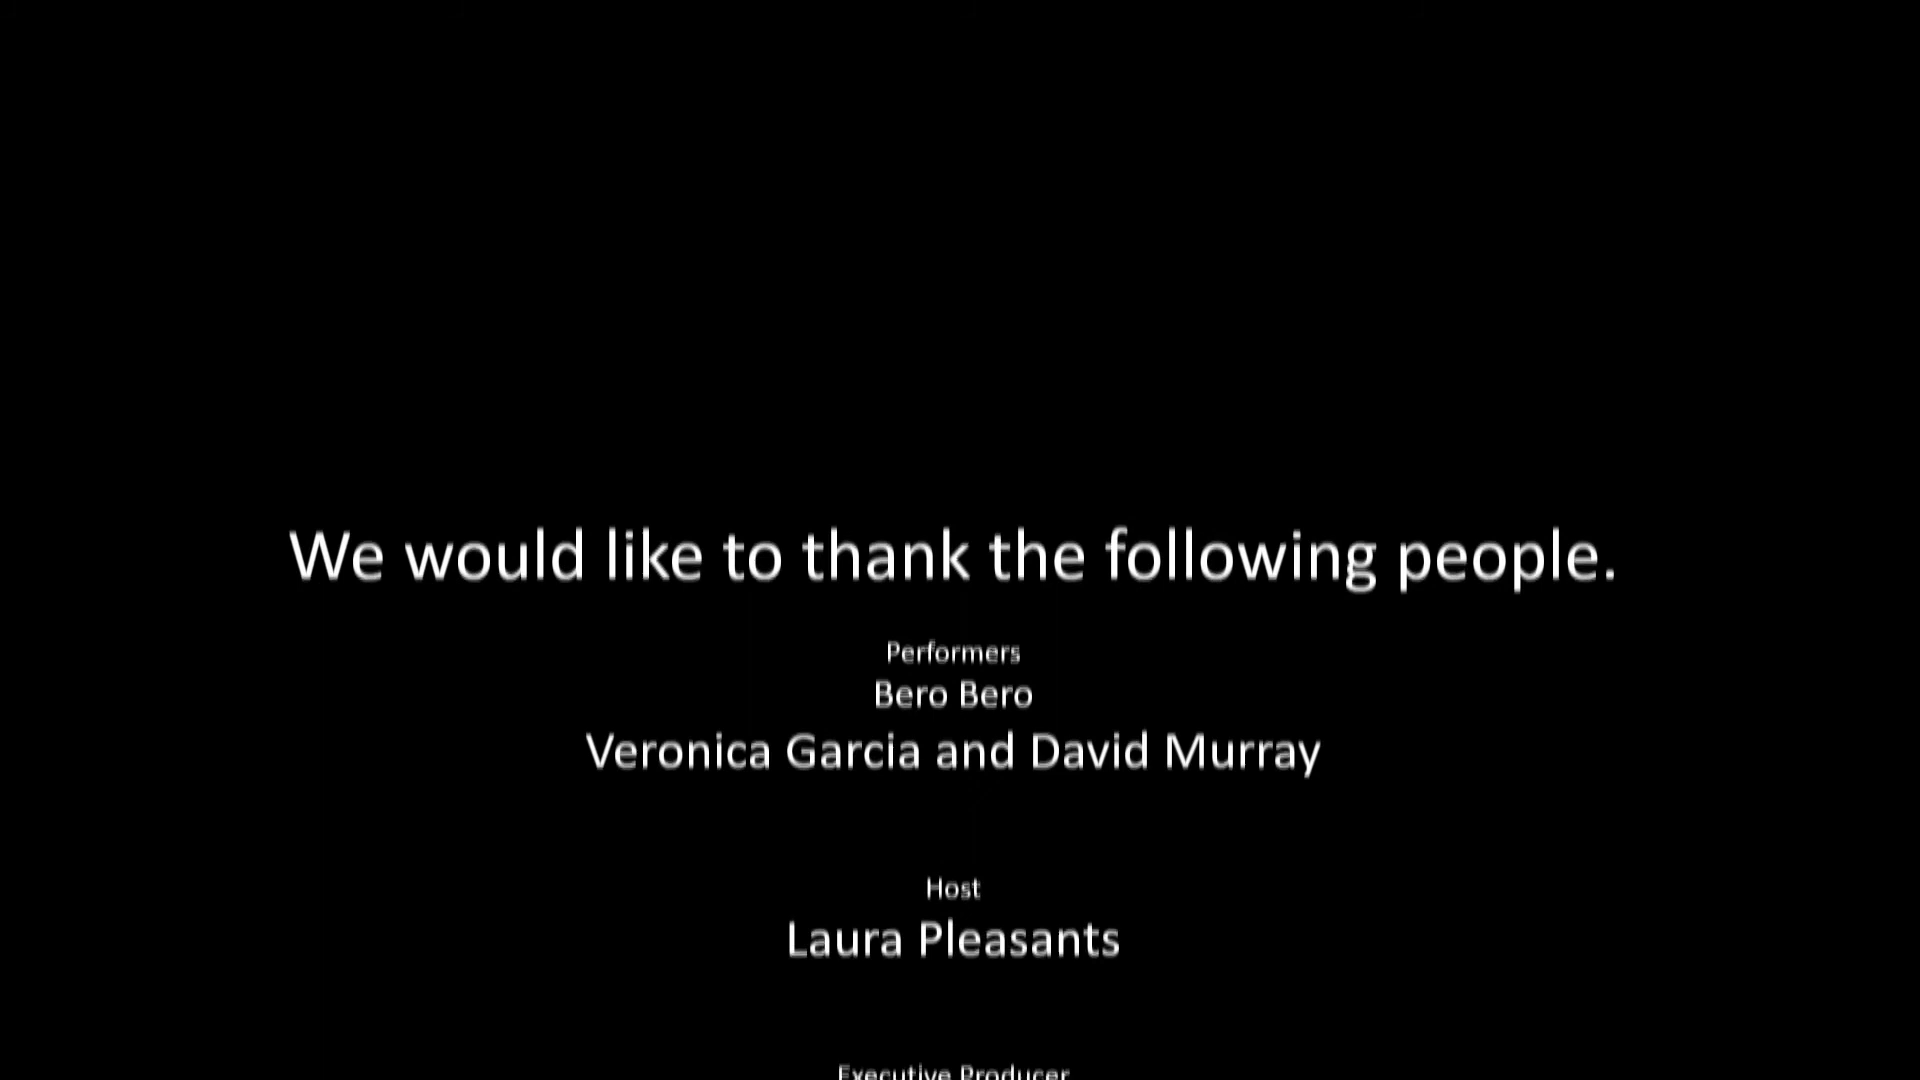 We would like to thank the following people.
Performers
Bero Bero
Veronica Garcia and David Murray
Host
Laura Pleasants
Executive Producer